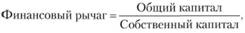 Финансовый рычаг = Общий капитал
Собственный капитал,